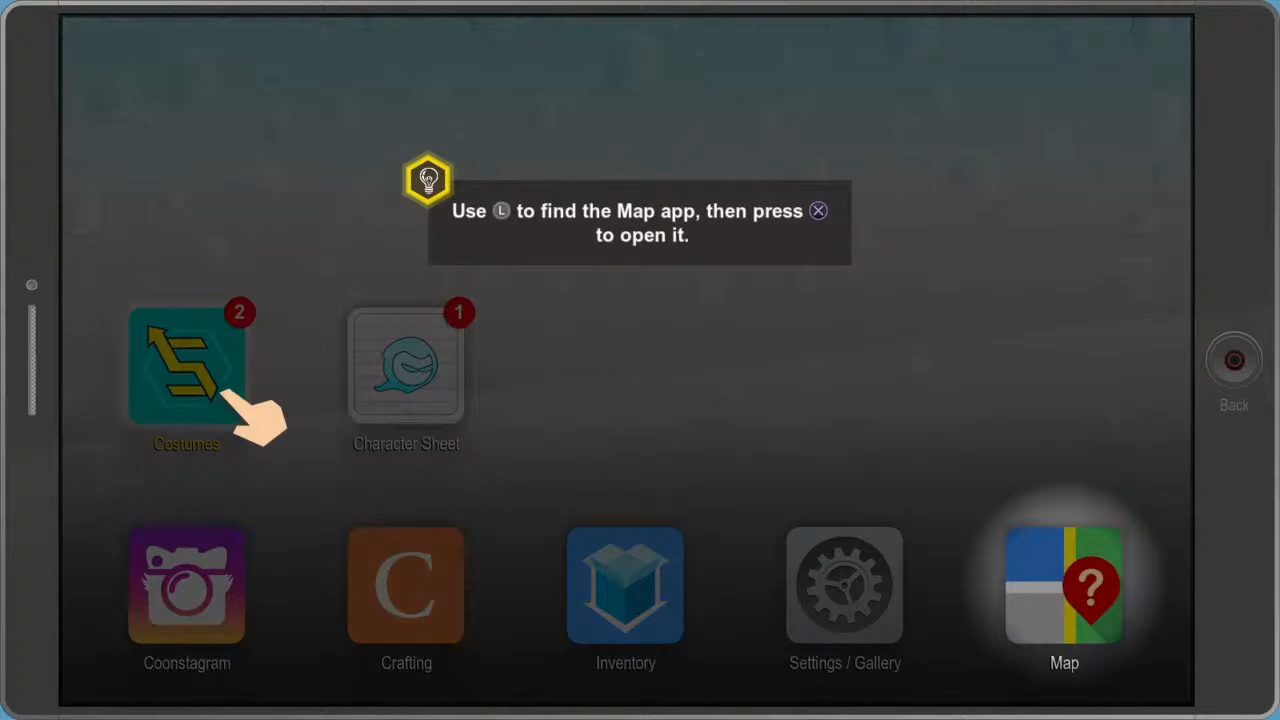 Use L to find the Map app, then press X
to open it.
2
1
Costumes
Character Sheet
Back
C
?
Coonstagram
Crafting
Inventory
Settings / Gallery
Map